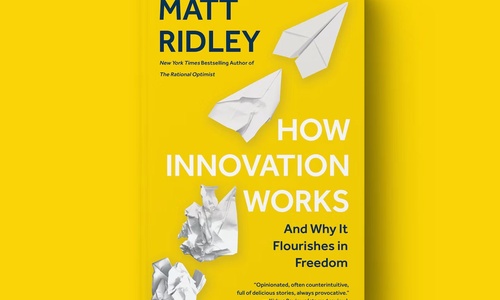 MATT
RIDLEY
New York Times Bestselling Author of
The Rational Optimist
HOW
INNOVATION
WORKS
And Why It
Flourishes in
Freedom
"Opinionated, often counterintuitive,
full of delicious stories, always provocative."